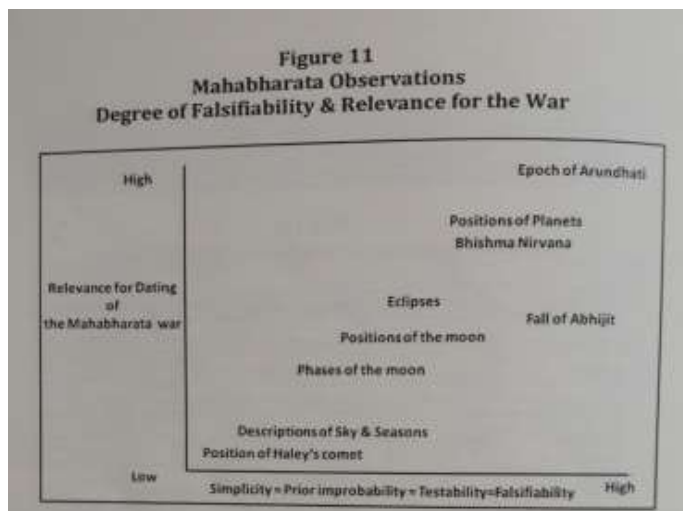 Figure 11
Mahabharata Observations
Degree of Falsifiability & Relevance for the War
High
Epoch of Arundhati
Positions of Planets
Bhishma Nirvana
Relevance for Dating
of
the Mahabharata war
Eclipses
Fall of Abhijit
Positions of the moon
Phases of the moon
Descriptions of Sky & Seasons
Position of Haley's comet
Low
Simplicity = Prior improbability = Testability=Falsifiability
High